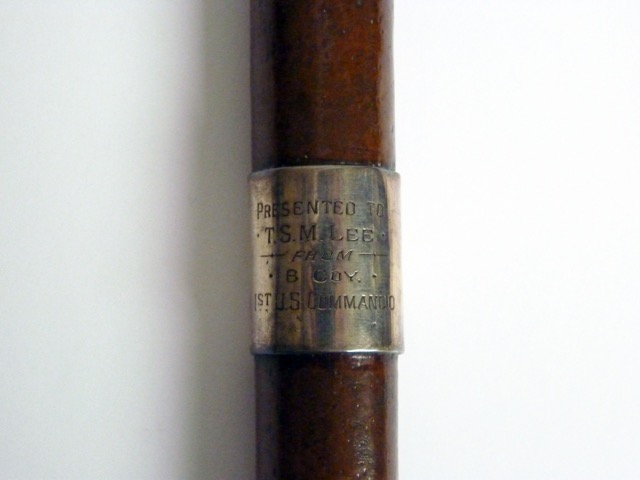 PRESENTED TO
· T.S.M. LEE ·
FROM
· B COY. ·
1ST U.S. COMMANDO